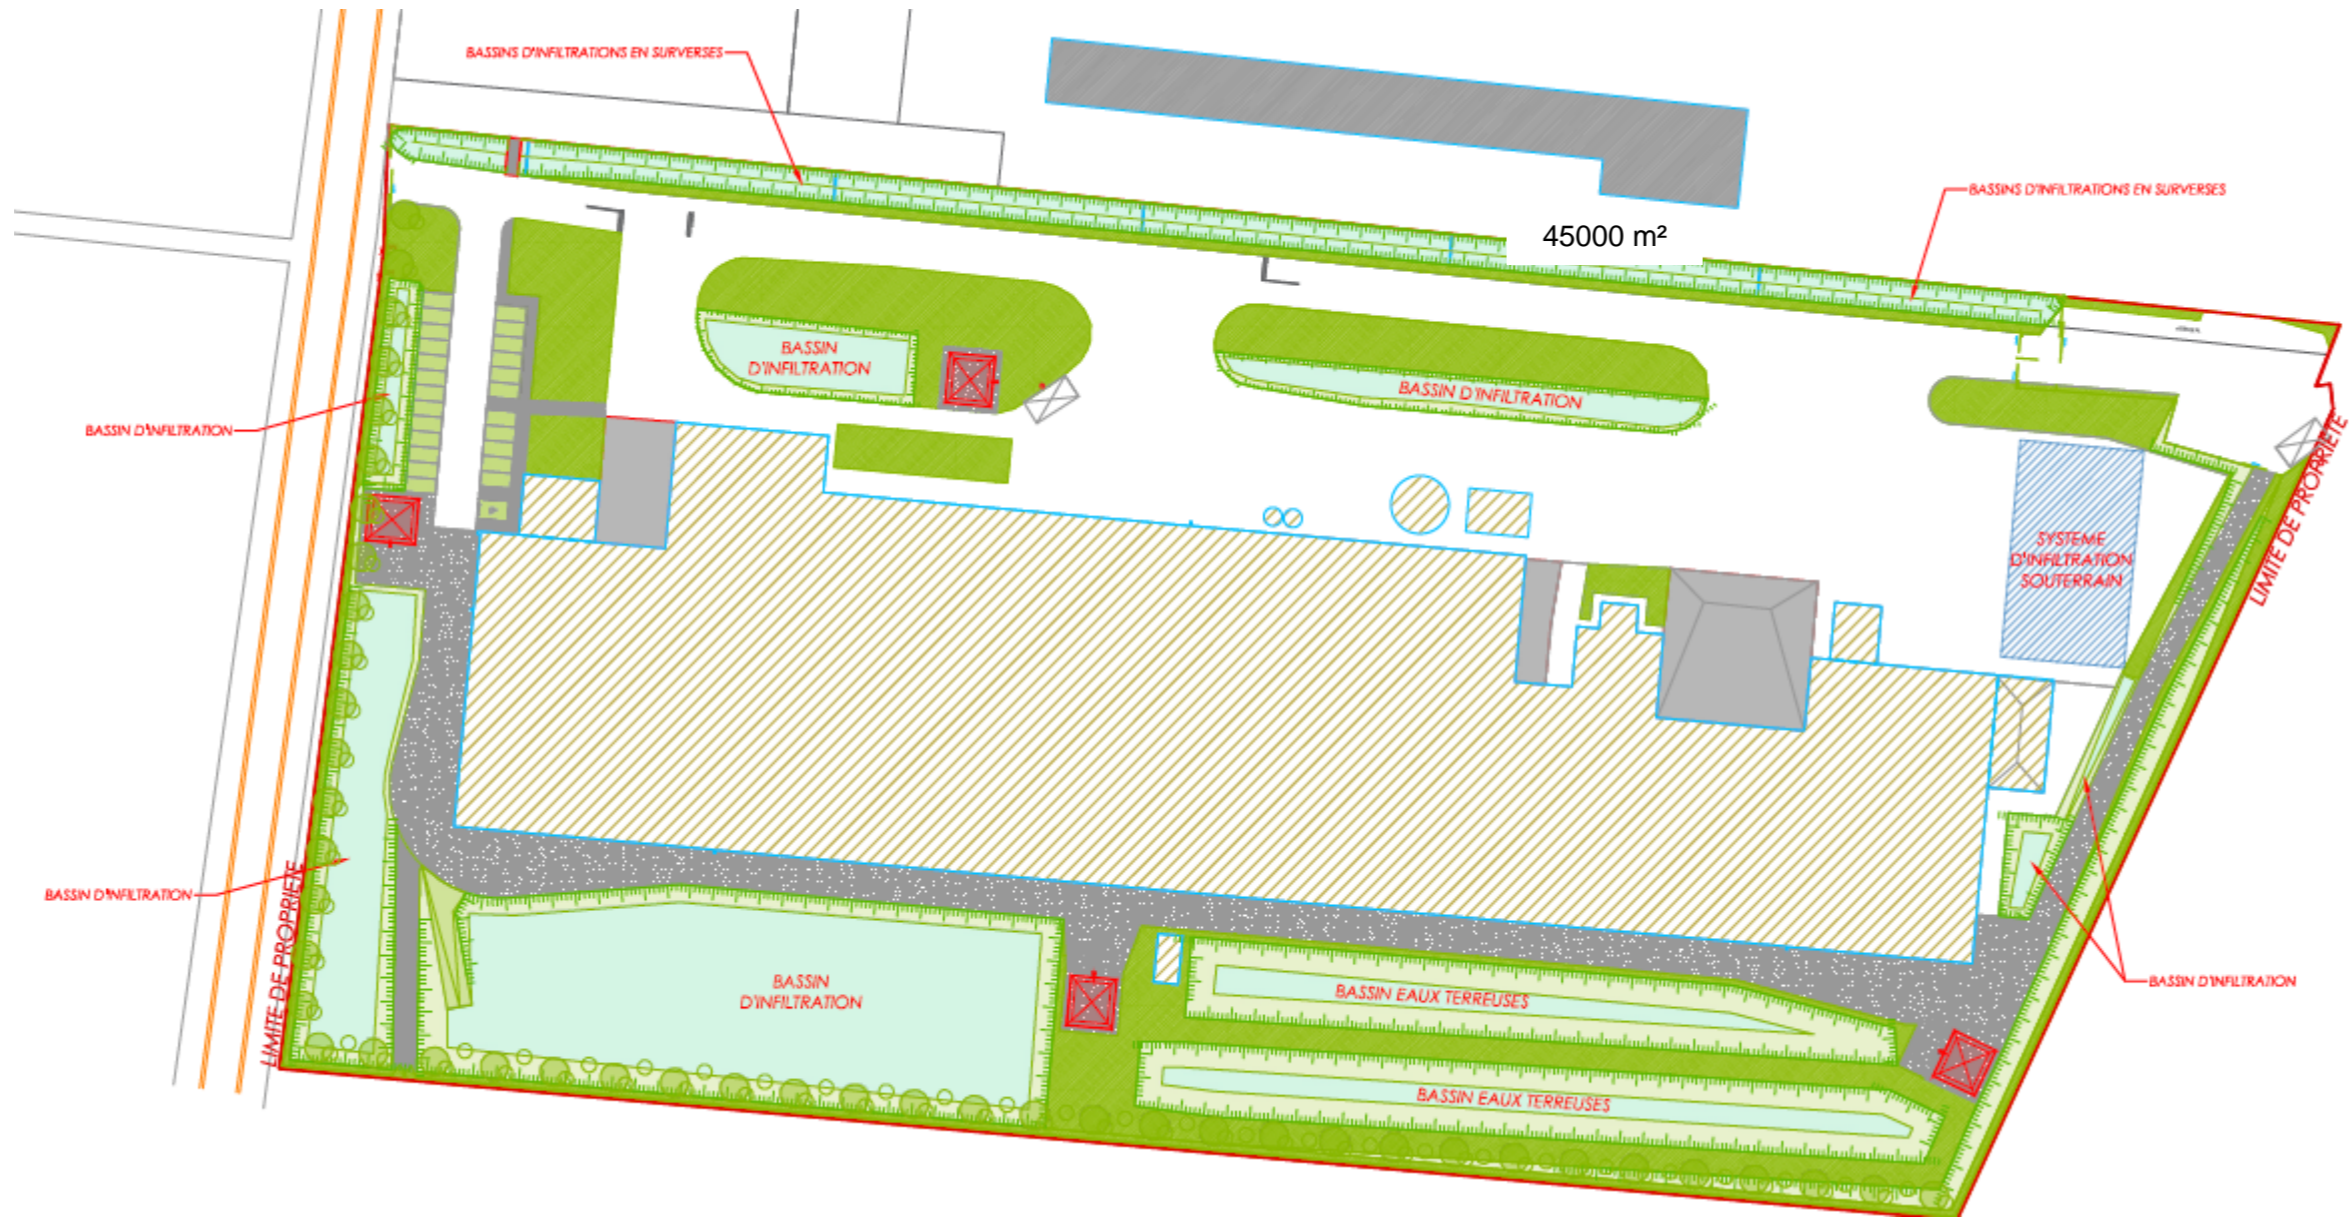 BASSINS D'INFILTRATIONS EN SURVERSES
BASSINS D'INFILTRATIONS EN SURVERSES
45000 m²
BASSIN
D'INFILTRATION
BASSIN D'INFILTRATION
BASSIN D'INFILTRATION
LIMITE DE PROPRIETE
SYSTEME
D'INFILTRATION
SOUTERRAIN
BASSIN D'INFILTRATION
LIMITE DE PROPRIETE
BASSIN
D'INFILTRATION
BASSIN EAUX TERREUSES
BASSIN D'INFILTRATION
BASSIN EAUX TERREUSES